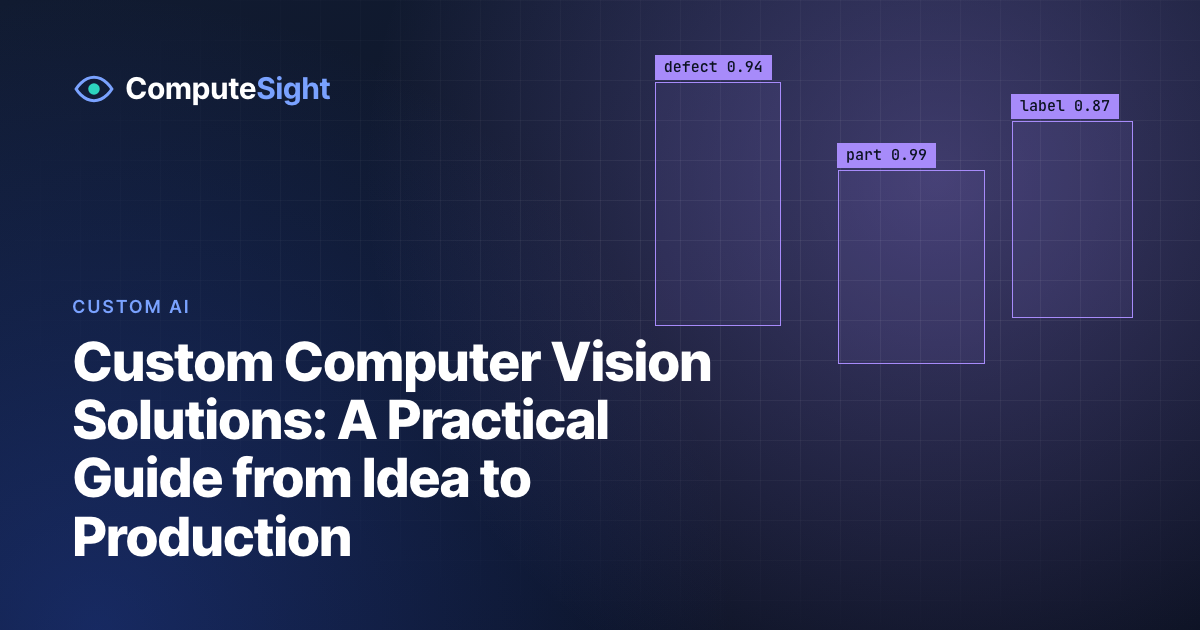 ComputeSight
defect 0.94
label 0.87
part 0.99
CUSTOM AI
Custom Computer Vision
Solutions: A Practical
Guide from Idea to
Production